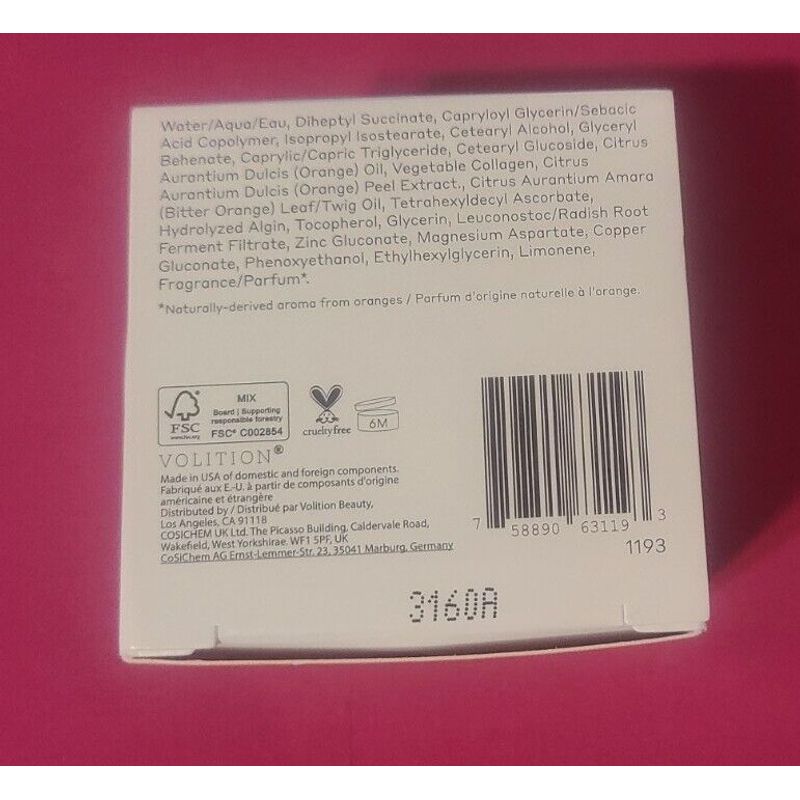 Water/Aqua/Eau, Diheptyl Succinate, Capryloyl Glycerin/Sebacic
Acid Copolymer, Isopropyl Isostearate, Cetearyl Alcohol, Glyceryl
Behenate, Caprylic/Capric Triglyceride, Cetearyl Glucoside, Citrus
Aurantium Dulcis (Orange) Oil, Vegetable Collagen, Citrus
Aurantium Dulcis (Orange) Peel Extract., Citrus Aurantium Amara
(Bitter Orange) Leaf/Twig Oil, Tetrahexyldecyl Ascorbate,
Hydrolyzed Algin, Tocopherol, Glycerin, Leuconostoc/Radish Root
Ferment Filtrate, Zinc Gluconate, Magnesium Aspartate, Copper
Gluconate, Phenoxyethanol, Ethylhexylglycerin, Limonene,
Fragrance/Parfum*.
*Naturally-derived aroma from oranges / Parfum d'origine naturelle à l'orange.
FSC
www.fsc.org
MIX
Board | Supporting
responsible forestry
FSC® C002854
cruelty free
6M
VOLITION®
Made in USA of domestic and foreign components.
Fabriqué aux E.-U. à partir de composants d'origine
américaine et étrangère
Distributed by / Distribué par Volition Beauty,
Los Angeles, CA 91118
COSICHEM UK Ltd. The Picasso Building, Caldervale Road,
Wakefield, West Yorkshirae. WF1 5PF, UK
CoSiChem AG Ernst-Lemmer-Str. 23, 35041 Marburg, Germany
7 58890 63119 3
1193
3160A